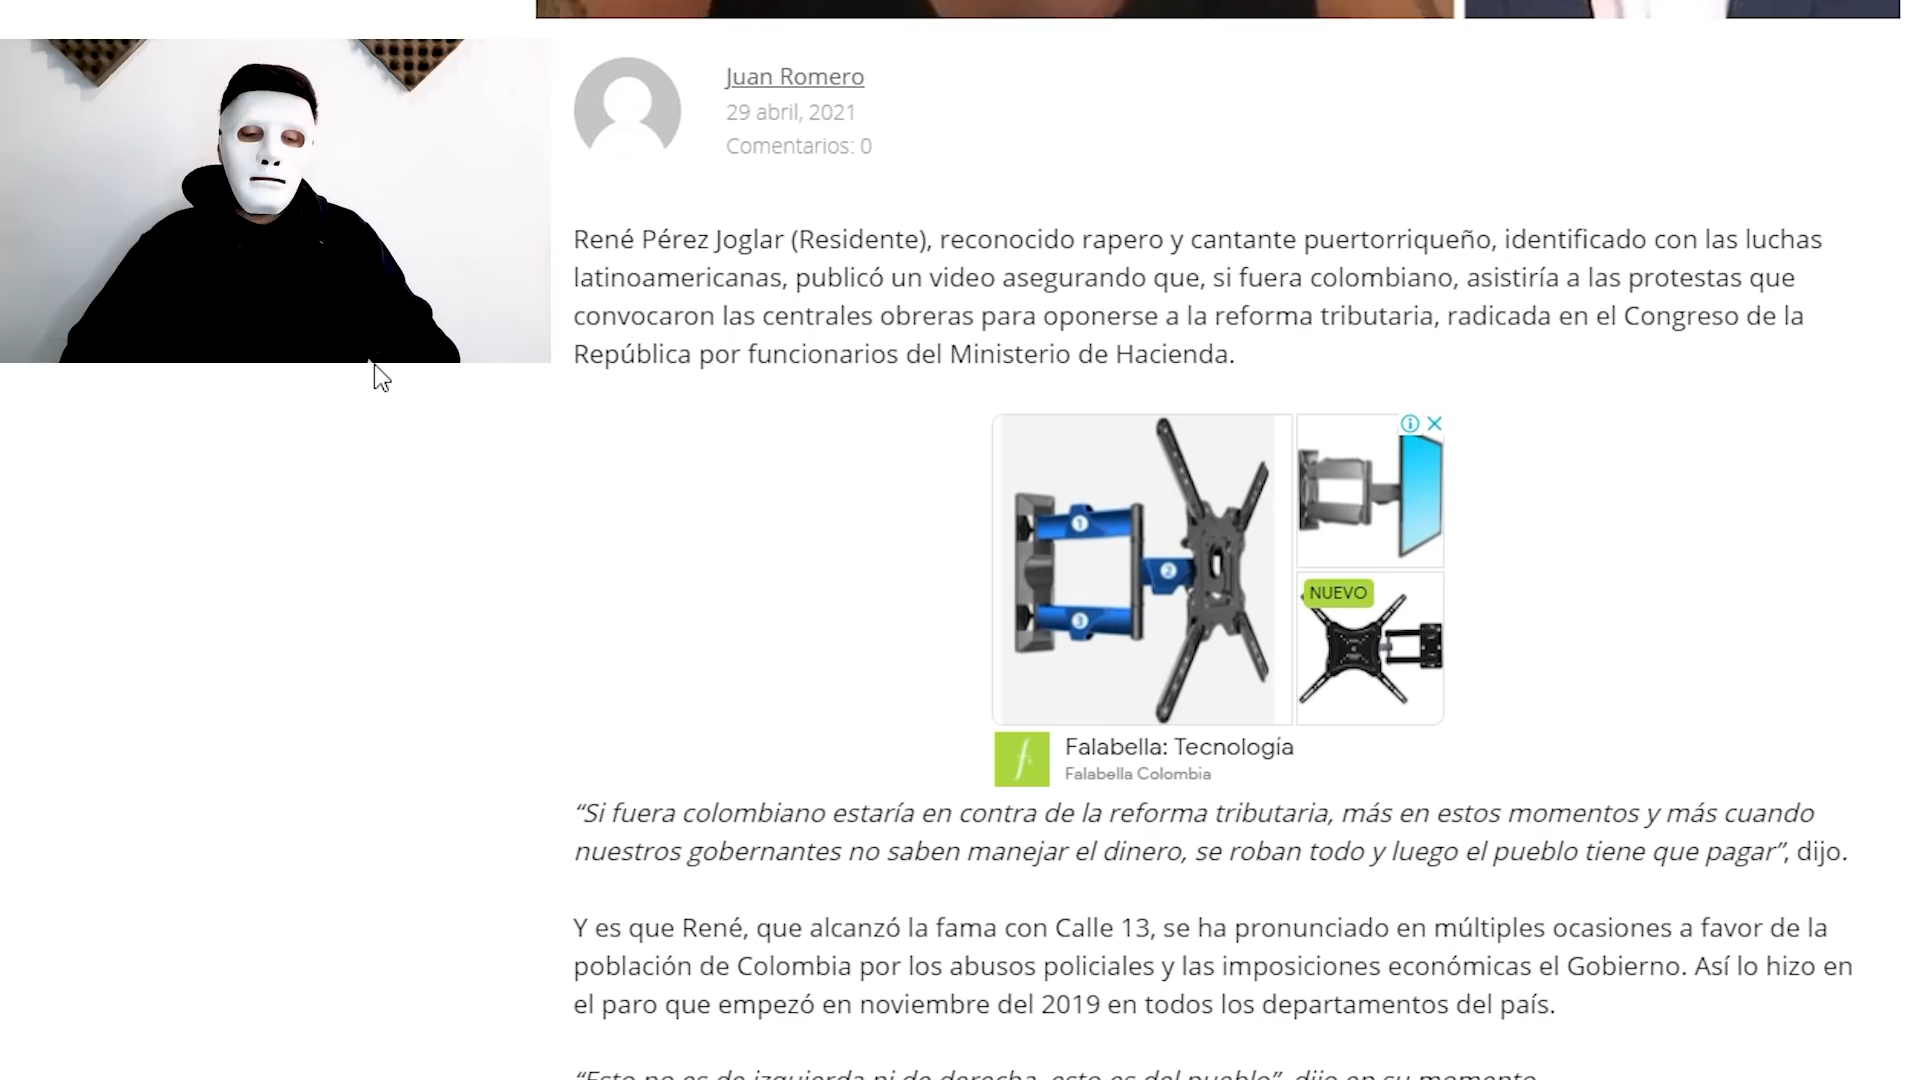 Juan Romero
29 abril, 2021
Comentarios: 0
René Pérez Joglar (Residente), reconocido rapero y cantante puertorriqueño, identificado con las luchas
latinoamericanas, publicó un video asegurando que, si fuera colombiano, asistiría a las protestas que
convocaron las centrales obreras para oponerse a la reforma tributaria, radicada en el Congreso de la
República por funcionarios del Ministerio de Hacienda.
1
2
3
NUEVO
f
Falabella: Tecnología
Falabella Colombia
“Si fuera colombiano estaría en contra de la reforma tributaria, más en estos momentos y más cuando
nuestros gobernantes no saben manejar el dinero, se roban todo y luego el pueblo tiene que pagar”, dijo.
Y es que René, que alcanzó la fama con Calle 13, se ha pronunciado en múltiples ocasiones a favor de la
población de Colombia por los abusos policiales y las imposiciones económicas el Gobierno. Así lo hizo en
el paro que empezó en noviembre del 2019 en todos los departamentos del país.
“Esto no es de izquierda ni de derecha, esto es del pueblo”, dijo en su momento